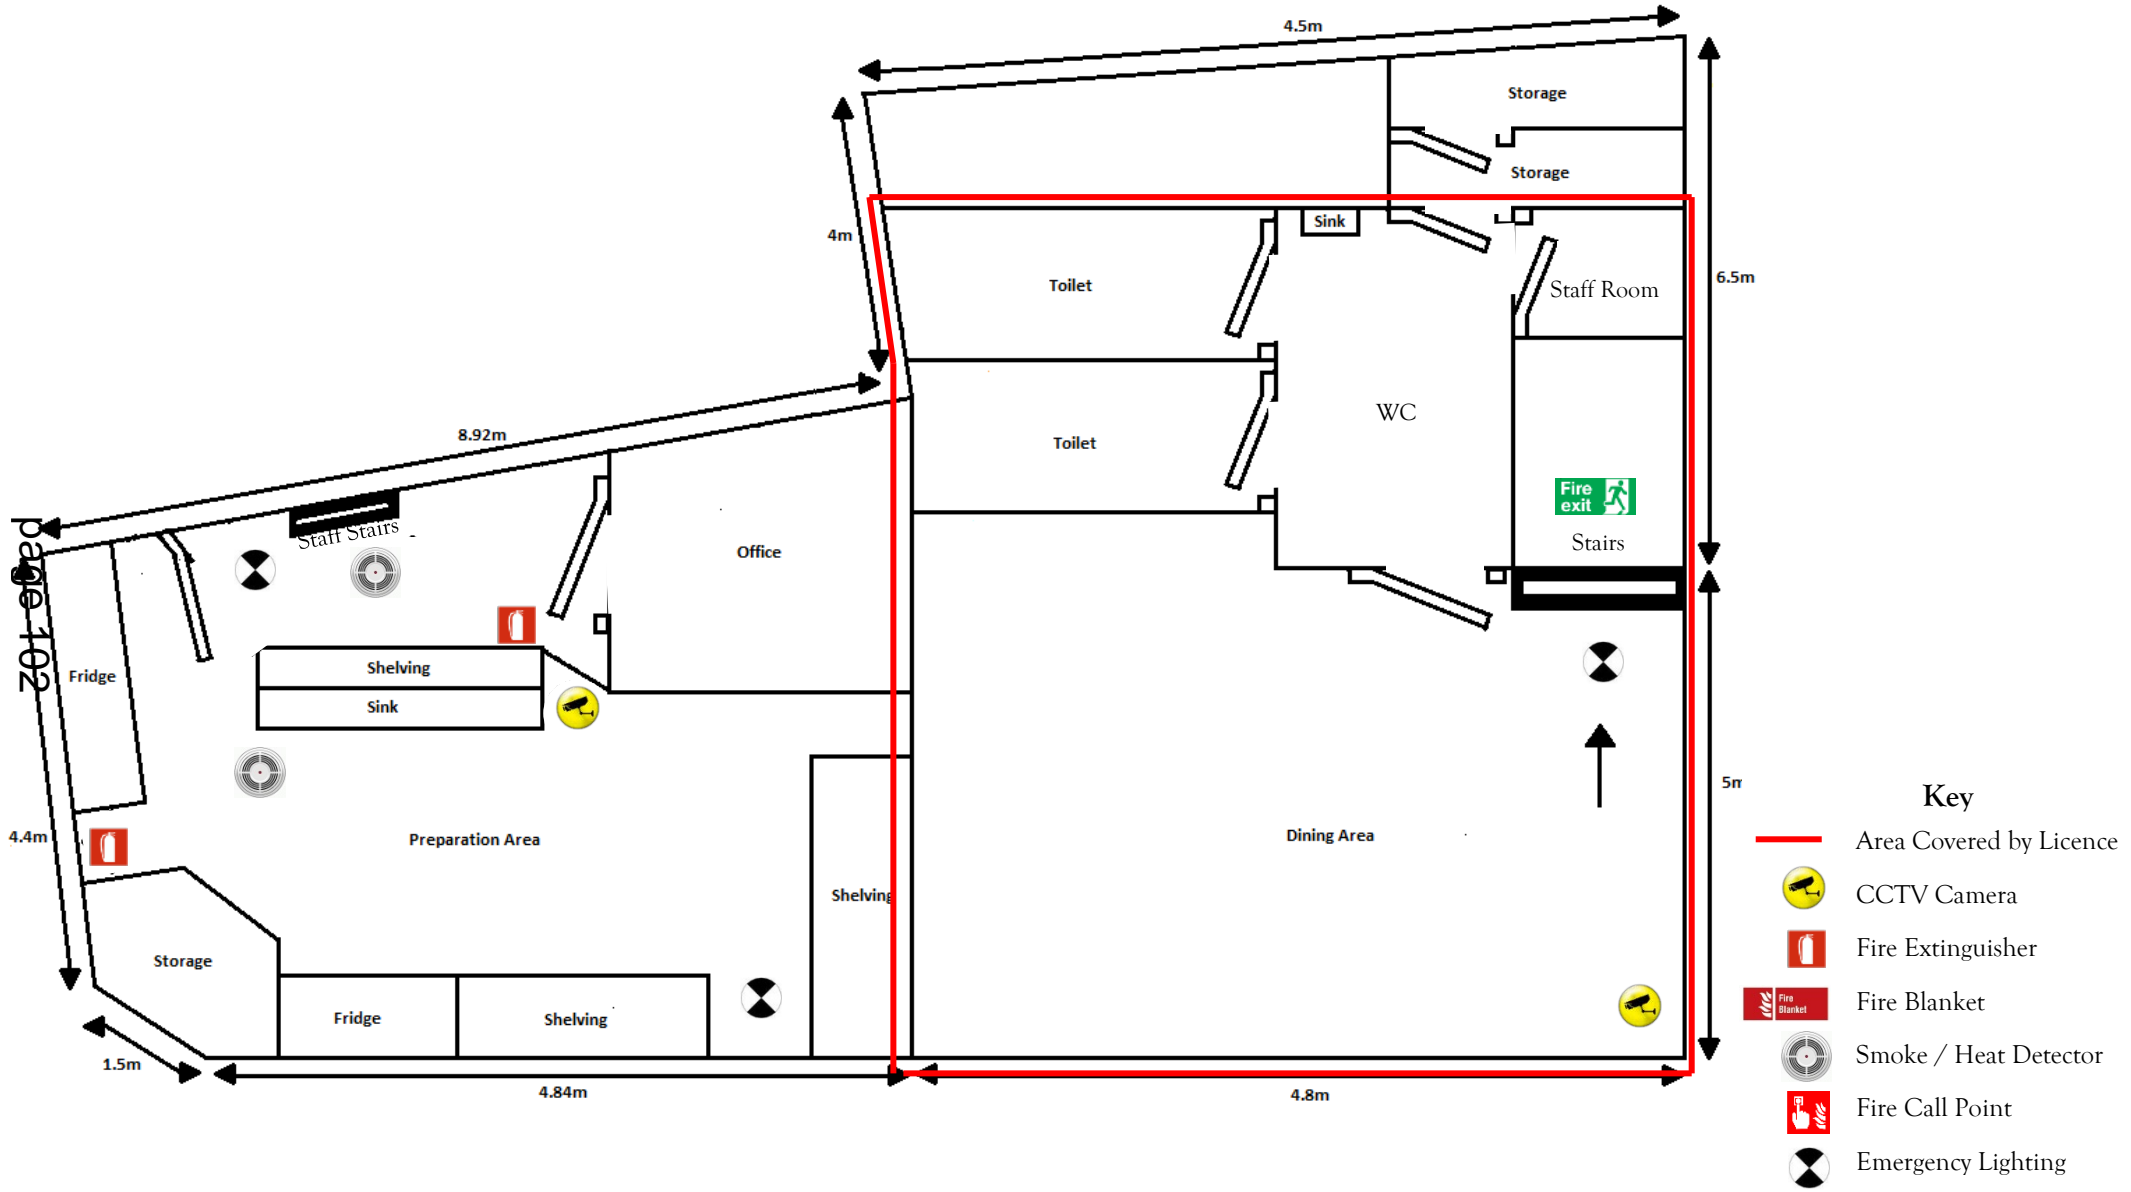 4.5m
Storage
Storage
4m
Sink
Toilet
Staff Room
6.5m
WC
8.92m
Toilet
Fire
exit
Staff Stairs
Stairs
Office
page 102
Shelving
Fridge
Sink
5m
Key
Area Covered by Licence
4.4m
Preparation Area
Dining Area
Shelving
CCTV Camera
Fire Extinguisher
Storage
Fridge
Shelving
Fire
Blanket
Fire Blanket
1.5m
4.84m
4.8m
Smoke / Heat Detector
Fire Call Point
Emergency Lighting